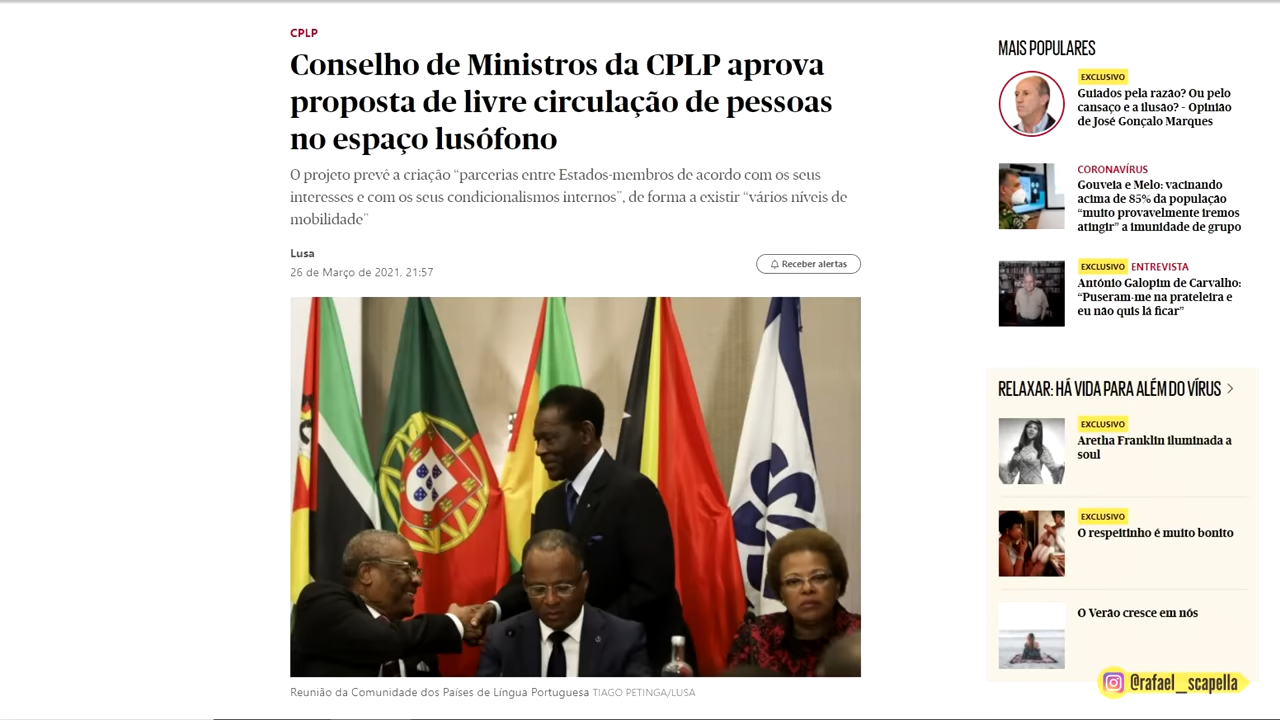 CPLP
Conselho de Ministros da CPLP aprova
proposta de livre circulação de pessoas
no espaço lusófono
O projeto prevê a criação “parcerias entre Estados-membros de acordo com os seus
interesses e com os seus condicionalismos internos”, de forma a existir “vários níveis de
mobilidade”
Lusa
26 de Março de 2021, 21:57
Receber alertas
Reunião da Comunidade dos Países de Língua Portuguesa TIAGO PETINGA/LUSA
MAIS POPULARES
EXCLUSIVO
Guiados pela razão? Ou pelo
cansaço e a ilusão? - Opinião
de José Gonçalo Marques
CORONAVÍRUS
Gouveia e Melo: vacinando
acima de 85% da população
“muito provavelmente iremos
atingir” a imunidade de grupo
EXCLUSIVO ENTREVISTA
António Galopim de Carvalho:
“Puseram-me na prateleira e
eu não quis lá ficar”
RELAXAR: HÁ VIDA PARA ALÉM DO VÍRUS
EXCLUSIVO
Aretha Franklin iluminada a
soul
EXCLUSIVO
O respeitinho é muito bonito
O Verão cresce em nós
@rafael_scapella